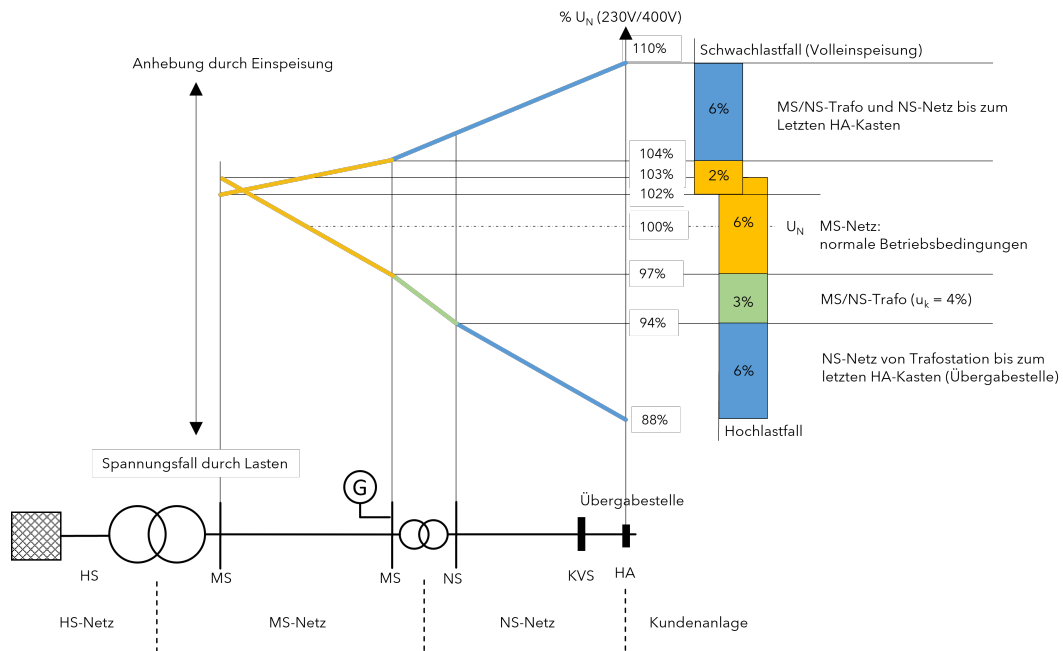 % U_N (230V/400V)
110%
Schwachlastfall (Volleinspeisung)
Anhebung durch Einspeisung
6%
MS/NS-Trafo und NS-Netz bis zum
Letzten HA-Kasten
104%
103%
2%
102%
100%
6%
U_N
MS-Netz:
normale Betriebsbedingungen
97%
3%
MS/NS-Trafo (u_k = 4%)
94%
6%
NS-Netz von Trafostation bis zum
letzten HA-Kasten (Übergabestelle)
88%
Hochlastfall
Spannungsfall durch Lasten
G
Übergabestelle
HS
MS
MS
NS
KVS
HA
HS-Netz
MS-Netz
NS-Netz
Kundenanlage